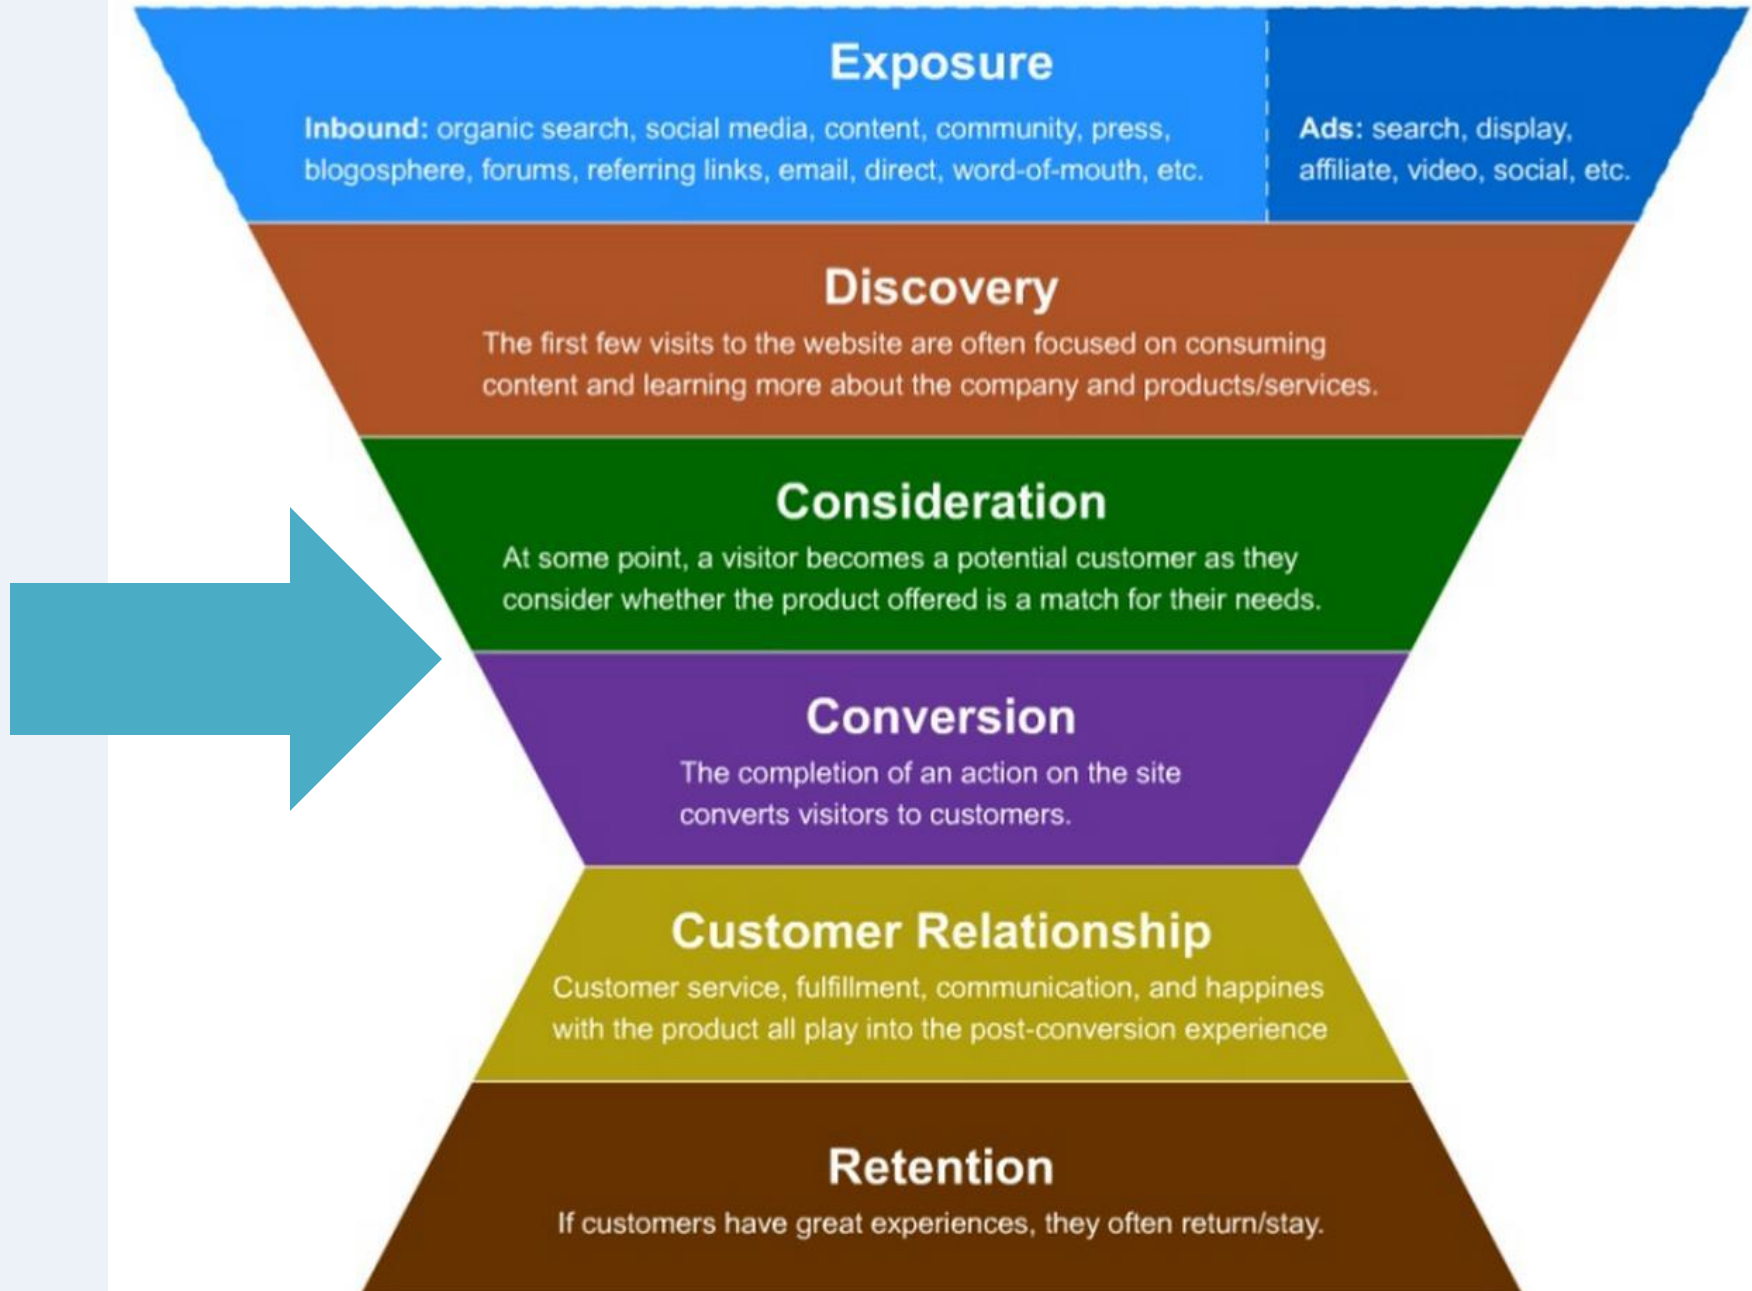 Exposure
Inbound: organic search, social media, content, community, press,
blogosphere, forums, referring links, email, direct, word-of-mouth, etc.
Ads: search, display,
affiliate, video, social, etc.
Discovery
The first few visits to the website are often focused on consuming
content and learning more about the company and products/services.
Consideration
At some point, a visitor becomes a potential customer as they
consider whether the product offered is a match for their needs.
Conversion
The completion of an action on the site
converts visitors to customers.
Customer Relationship
Customer service, fulfillment, communication, and happines
with the product all play into the post-conversion experience
Retention
If customers have great experiences, they often return/stay.